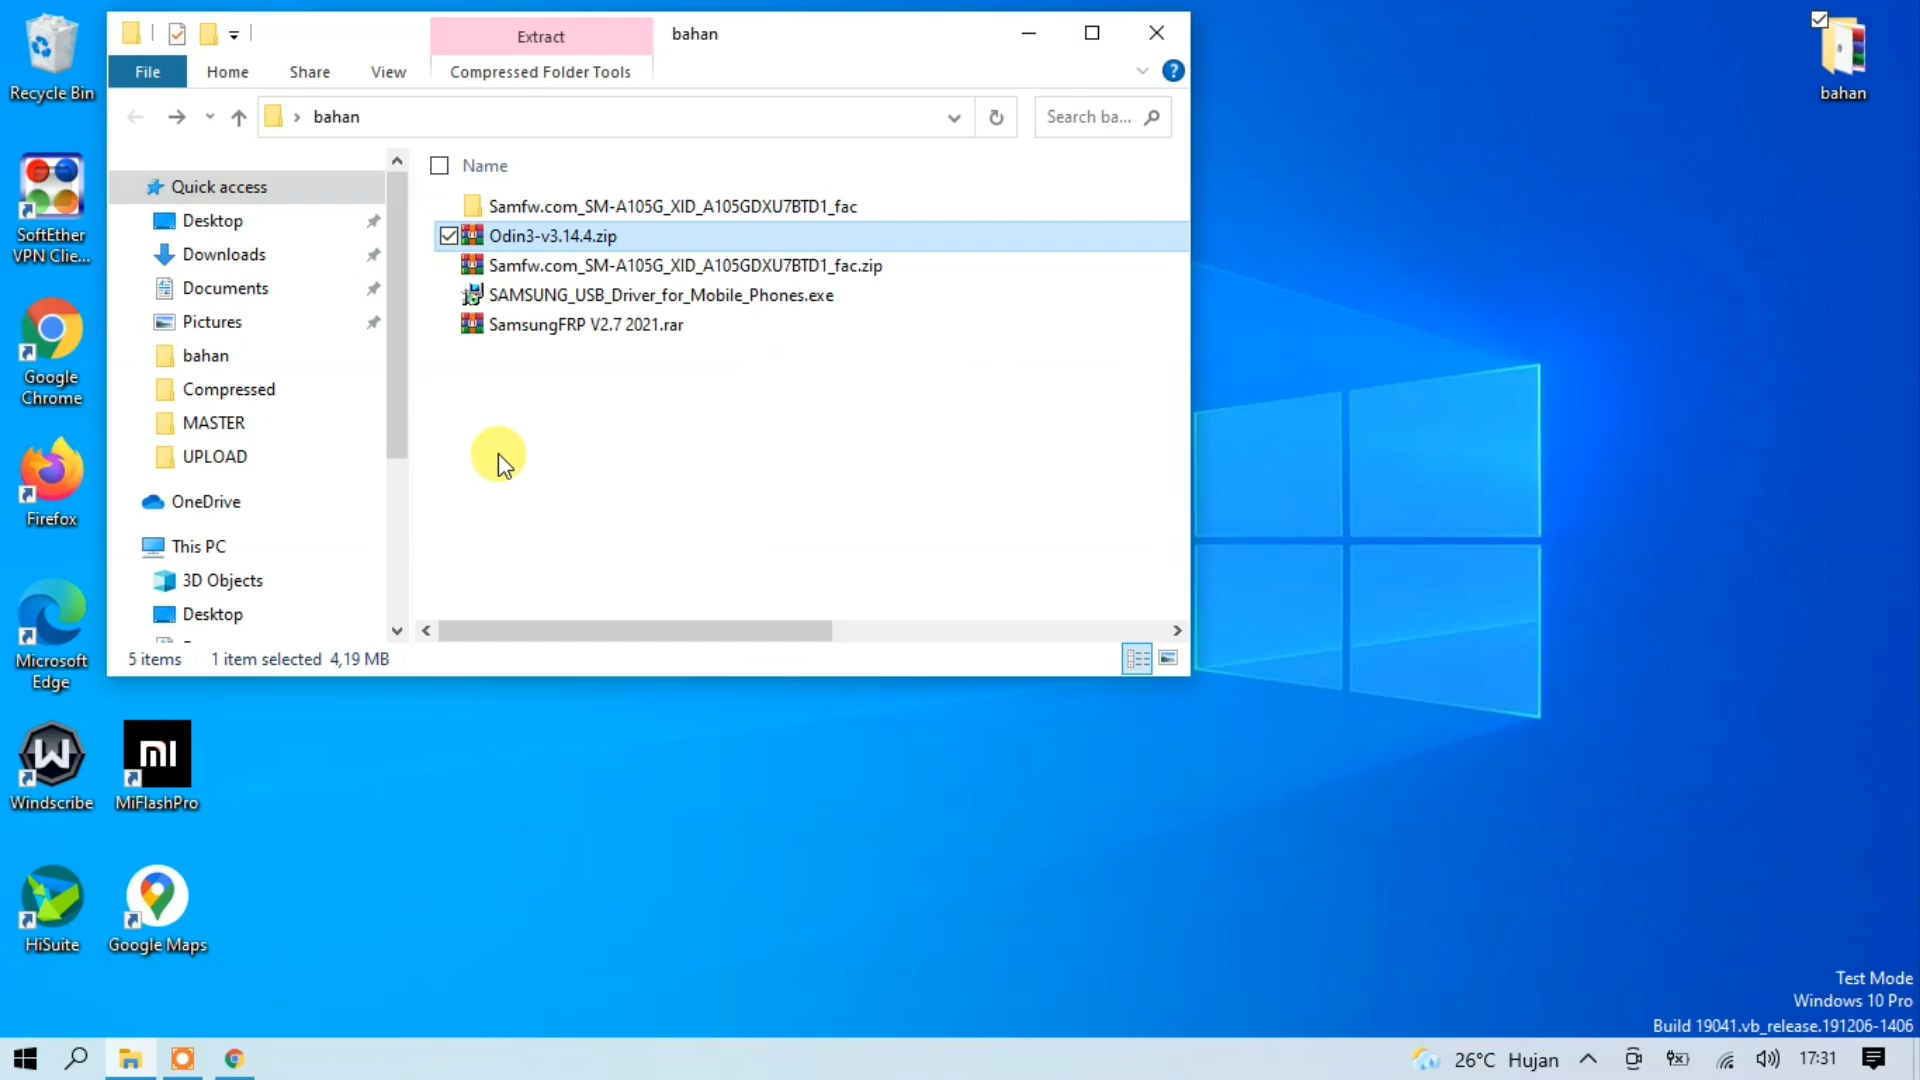 Extract
bahan
File
Home
Share
View
Compressed Folder Tools
bahan
Search ba...
Name
Quick access
Desktop
Downloads
Documents
Pictures
bahan
Compressed
MASTER
UPLOAD
OneDrive
This PC
3D Objects
Desktop
Samfw.com_SM-A105G_XID_A105GDXU7BTD1_fac
Odin3-v3.14.4.zip
Samfw.com_SM-A105G_XID_A105GDXU7BTD1_fac.zip
SAMSUNG_USB_Driver_for_Mobile_Phones.exe
SamsungFRP V2.7 2021.rar
5 items
1 item selected 4,19 MB
Recycle Bin
SoftEther
VPN Clie...
Google
Chrome
Firefox
Microsoft
Edge
Windscribe
MiFlashPro
HiSuite
Google Maps
bahan
Test Mode
Windows 10 Pro
Build 19041.vb_release.191206-1406
26°C Hujan
17:31